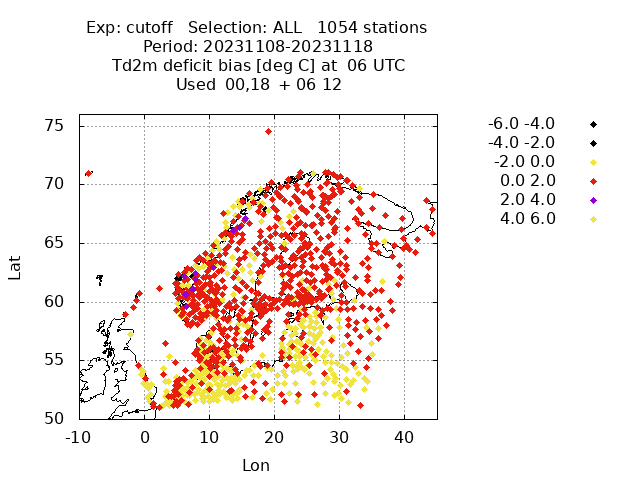 Exp: cutoff   Selection: ALL   1054 stations
Period: 20231108-20231118
Td2m deficit bias [deg C] at  06 UTC
Used  00,18  + 06 12
-6.0 -4.0
-4.0 -2.0
-2.0 0.0
0.0 2.0
2.0 4.0
4.0 6.0
75
70
65
60
55
50
Lat
-10 0 10 20 30 40
Lon